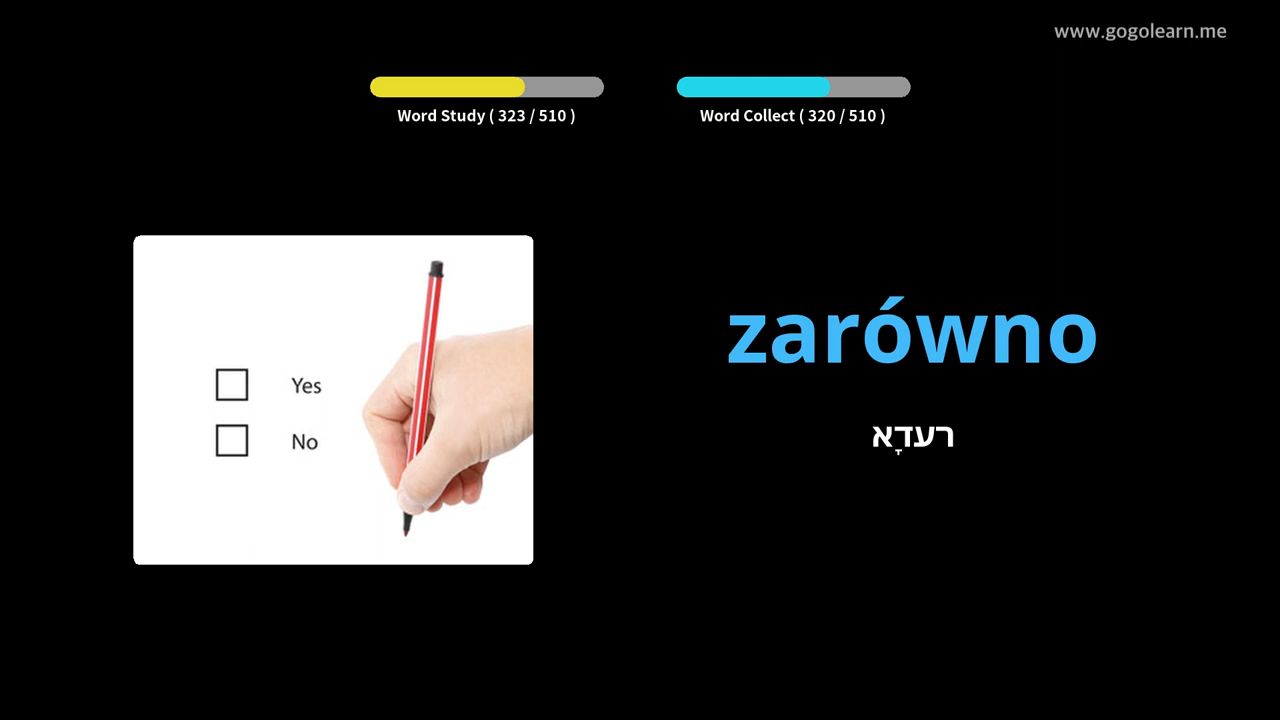 www.gogolearn.me
Word Study ( 323 / 510 )
Word Collect ( 320 / 510 )
Yes
No
zarówno
רעדָא